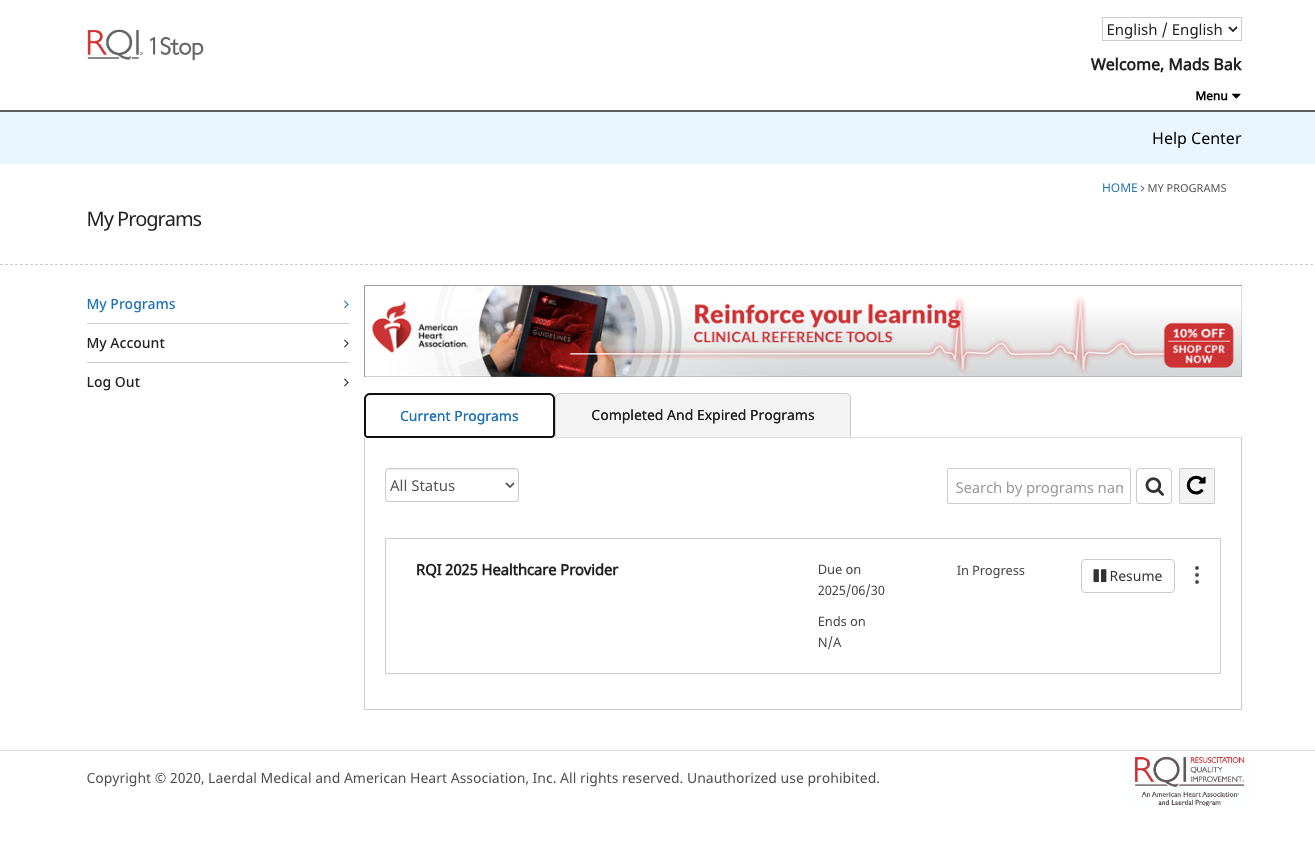 RQI 1Stop
English / English
Welcome, Mads Bak
Menu
Help Center
HOME › MY PROGRAMS
My Programs
My Programs
My Account
Log Out
American
Heart
Association.
2020
GUIDELINES
Reinforce your learning
CLINICAL REFERENCE TOOLS
10% OFF
SHOP CPR
NOW
Current Programs
Completed And Expired Programs
All Status
Search by programs nam
RQI 2025 Healthcare Provider
Due on
2025/06/30
Ends on
N/A
In Progress
Resume
Copyright © 2020, Laerdal Medical and American Heart Association, Inc. All rights reserved. Unauthorized use prohibited.
RQI
RESUSCITATION
QUALITY
IMPROVEMENT.
An American Heart Association®
and Laerdal Program